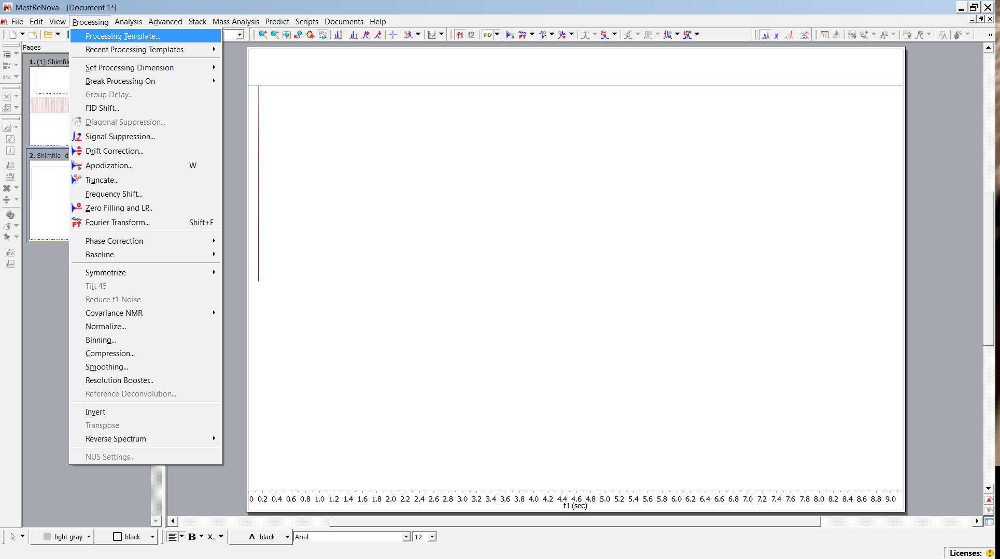 MestReNova - [Document 1*]
File Edit View Processing Analysis Advanced Stack Mass Analysis Predict Scripts Documents Help
f1 f2 FID
Pages
1. (1) Shimfil
2. Shimfile d
Processing Template...
Recent Processing Templates
Set Processing Dimension
Break Processing On
Group Delay...
FID Shift...
Diagonal Suppression...
Signal Suppression...
Drift Correction...
Apodization... W
Truncate...
Frequency Shift...
Zero Filling and LP...
FT Fourier Transform... Shift+F
Phase Correction
Baseline
Symmetrize
Tilt 45
Reduce t1 Noise
Covariance NMR
Normalize...
Binning...
Compression...
Smoothing...
Resolution Booster...
Reference Deconvolution...
Invert
Transpose
Reverse Spectrum
NUS Settings...
0 0.2 0.4 0.6 0.8 1.0 1.2 1.4 1.6 1.8 2.0 2.2 2.4 2.6 2.8 3.0 3.2 3.4 3.6 3.8 4.0 4.2 4.4 4.6 4.8 5.0 5.2 5.4 5.6 5.8 6.0 6.2 6.4 6.6 6.8 7.0 7.2 7.4 7.6 7.8 8.0 8.2 8.4 8.6 8.8 9.0
t1 (sec)
light gray black B X₂ A black Arial 12
Licenses: